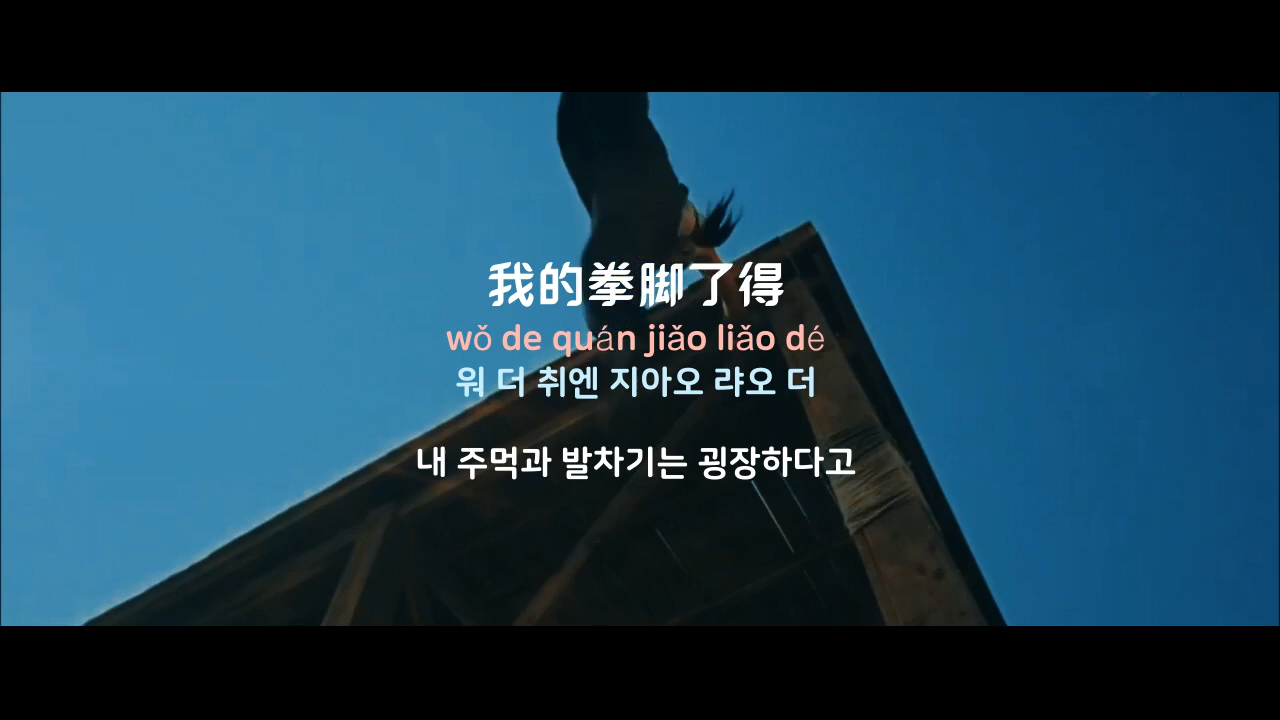 我的拳脚了得
wǒ de quán jiǎo liǎo dé
워 더 취엔 지아오 랴오 더
내 주먹과 발차기는 굉장하다고